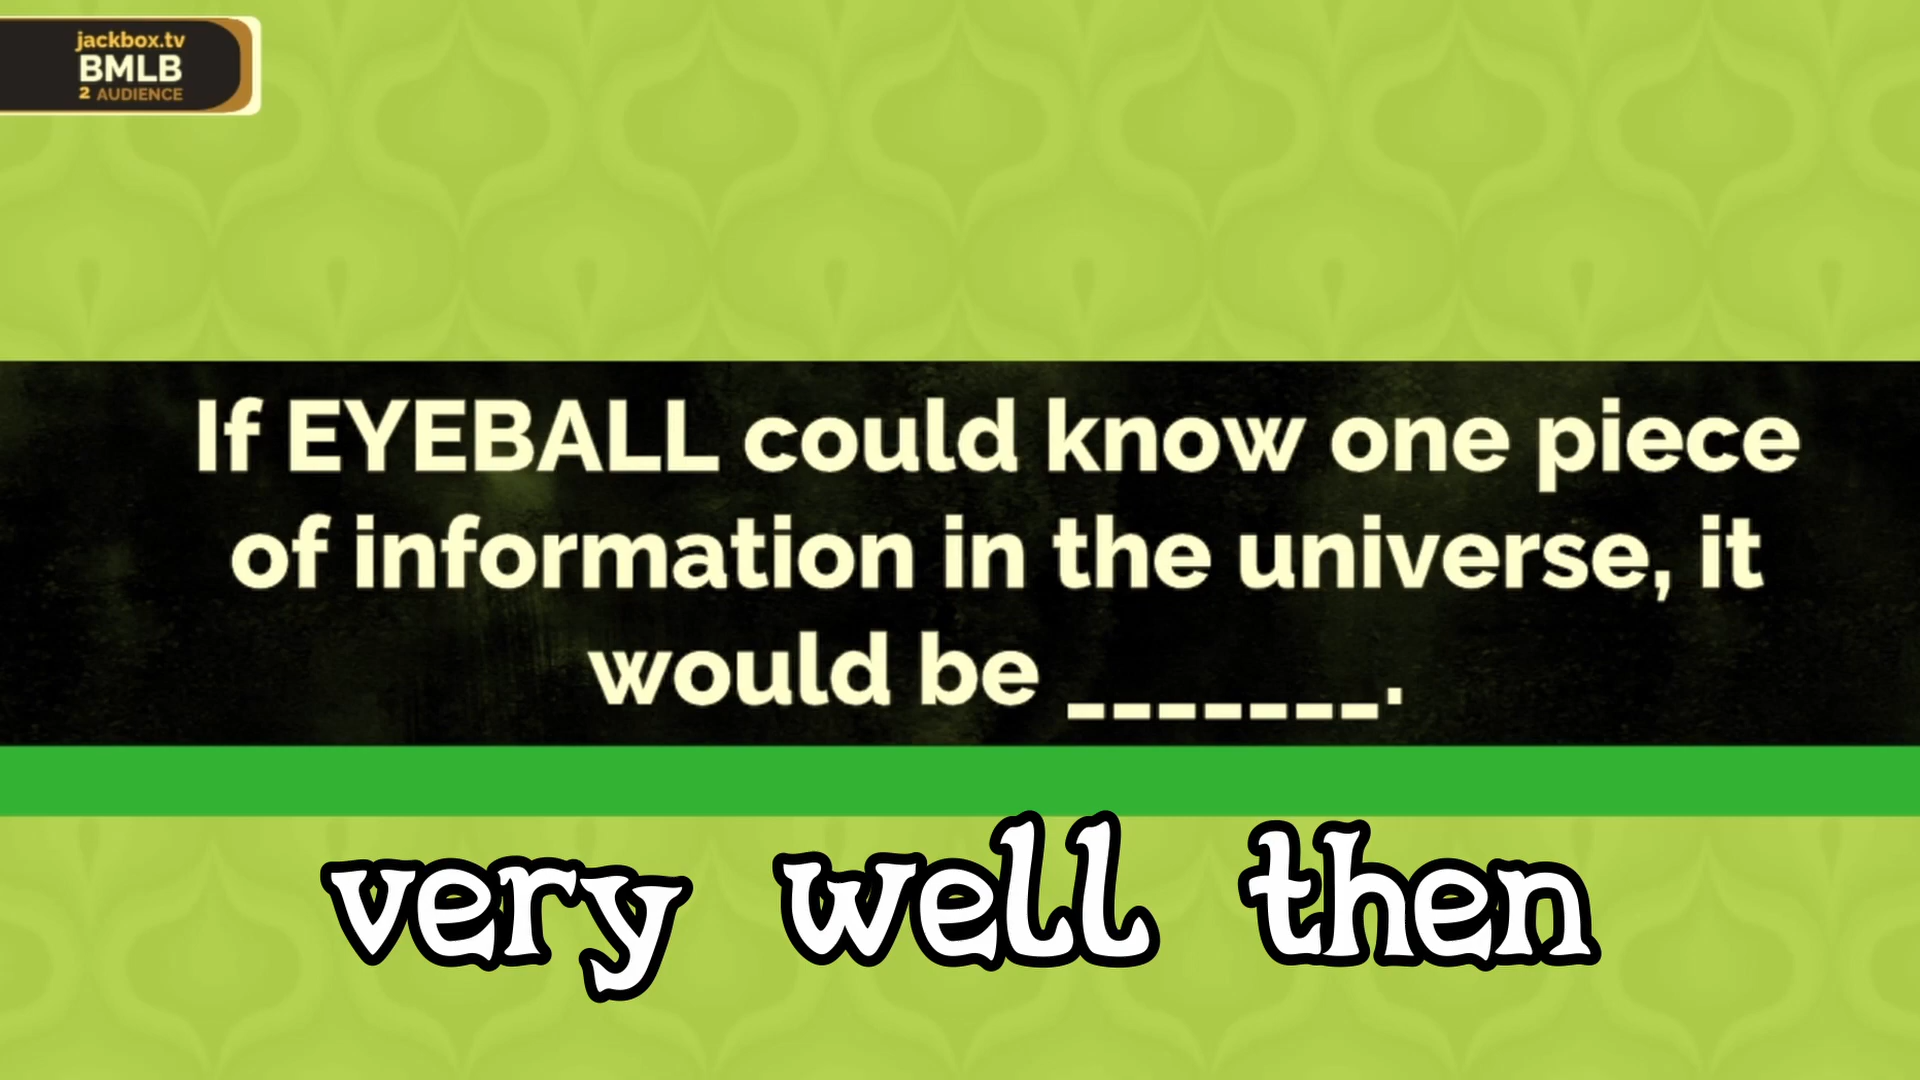 jackbox.tv
BMLB
2 AUDIENCE
If EYEBALL could know one piece
of information in the universe, it
would be _______.
very well then